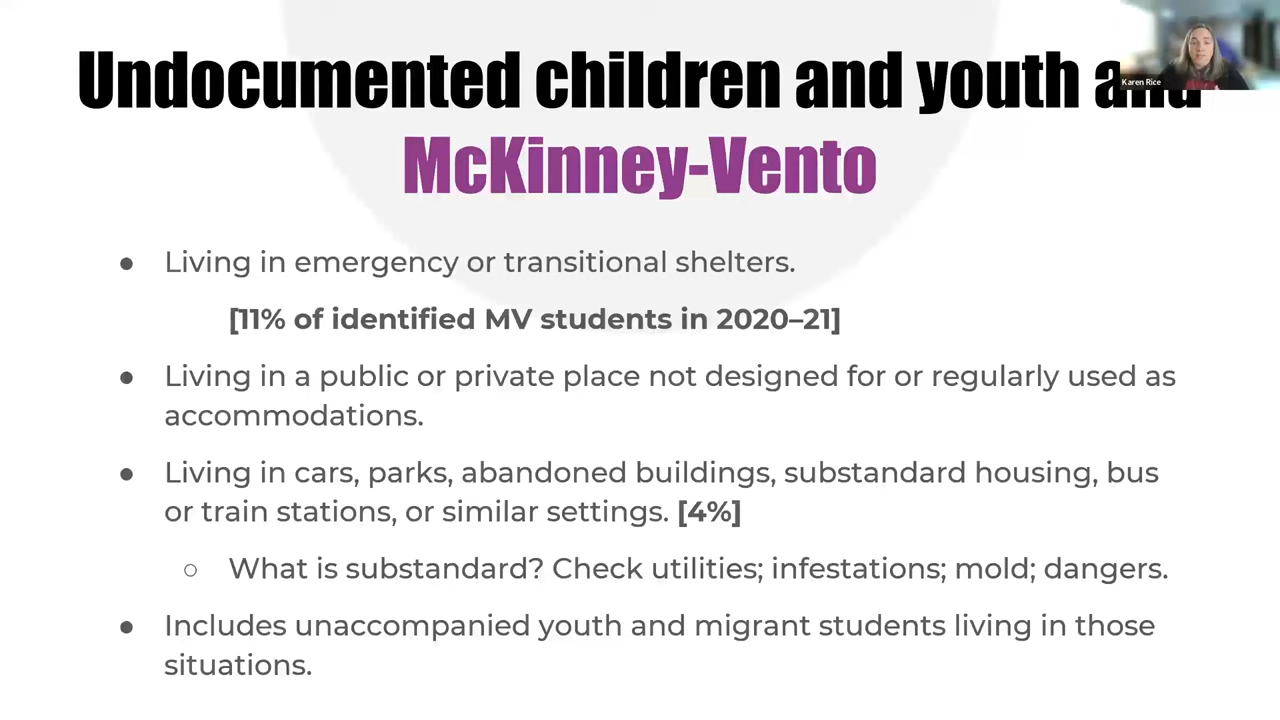 Undocumented children and youth and
McKinney-Vento
Karen Rice
● Living in emergency or transitional shelters.
[11% of identified MV students in 2020–21]
● Living in a public or private place not designed for or regularly used as
accommodations.
● Living in cars, parks, abandoned buildings, substandard housing, bus
or train stations, or similar settings. [4%]
○ What is substandard? Check utilities; infestations; mold; dangers.
● Includes unaccompanied youth and migrant students living in those
situations.